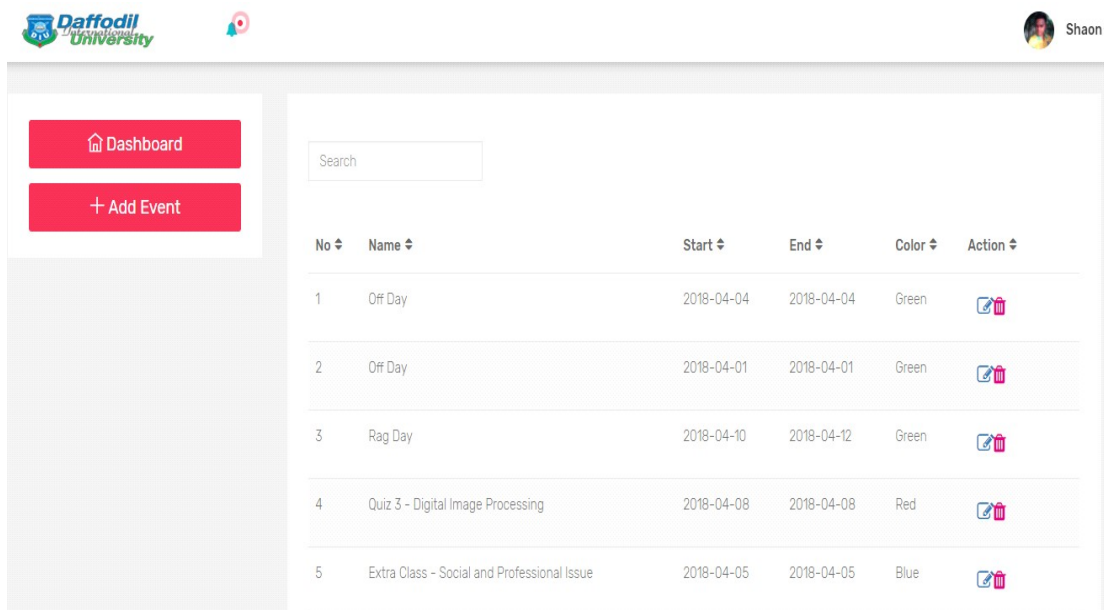 Daffodil
International
University
DIU
Shaon
Dashboard
+ Add Event
Search
No Name Start End Color Action
1 Off Day 2018-04-04 2018-04-04 Green
2 Off Day 2018-04-01 2018-04-01 Green
3 Rag Day 2018-04-10 2018-04-12 Green
4 Quiz 3 - Digital Image Processing 2018-04-08 2018-04-08 Red
5 Extra Class - Social and Professional Issue 2018-04-05 2018-04-05 Blue